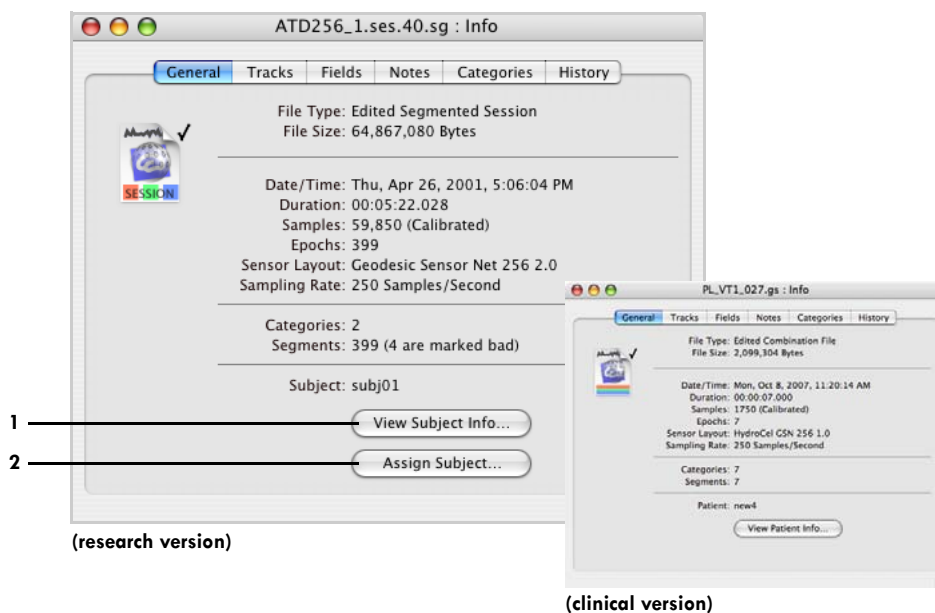 ATD256_1.ses.40.sg : Info
General Tracks Fields Notes Categories History
SESSION
File Type: Edited Segmented Session
File Size: 64,867,080 Bytes
Date/Time: Thu, Apr 26, 2001, 5:06:04 PM
Duration: 00:05:22.028
Samples: 59,850 (Calibrated)
Epochs: 399
Sensor Layout: Geodesic Sensor Net 256 2.0
Sampling Rate: 250 Samples/Second
Categories: 2
Segments: 399 (4 are marked bad)
Subject: subj01
1 View Subject Info...
2 Assign Subject...
(research version)
PL_VT1_027.gs : Info
General Tracks Fields Notes Categories History
File Type: Edited Combination File
File Size: 2,099,304 Bytes
Date/Time: Mon, Oct 8, 2007, 11:20:14 AM
Duration: 00:00:07.000
Samples: 1750 (Calibrated)
Epochs: 7
Sensor Layout: HydroCel GSN 256 1.0
Sampling Rate: 250 Samples/Second
Categories: 7
Segments: 7
Patient: new4
View Patient Info...
(clinical version)